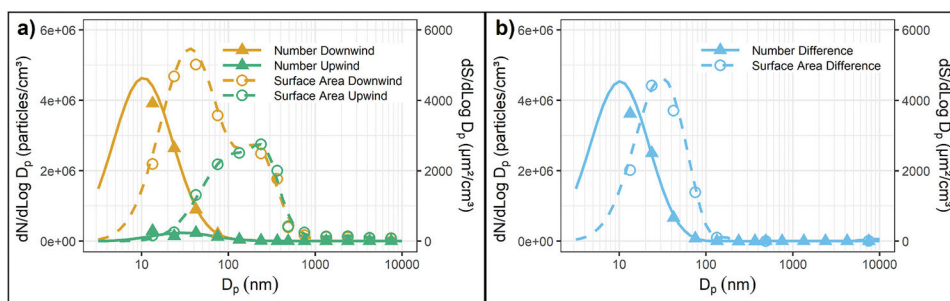 a)
6e+06
4e+06
2e+06
0e+00
dN/dLog Dₚ (particles/cm³)
Number Downwind
Number Upwind
Surface Area Downwind
Surface Area Upwind
6000
4000
2000
0
dS/dLog Dₚ (µm²/cm³)
10 100 1000 10000
Dₚ (nm)
b)
6e+06
4e+06
2e+06
0e+00
dN/dLog Dₚ (particles/cm³)
Number Difference
Surface Area Difference
6000
4000
2000
0
dS/dLog Dₚ (µm²/cm³)
10 100 1000 10000
Dₚ (nm)